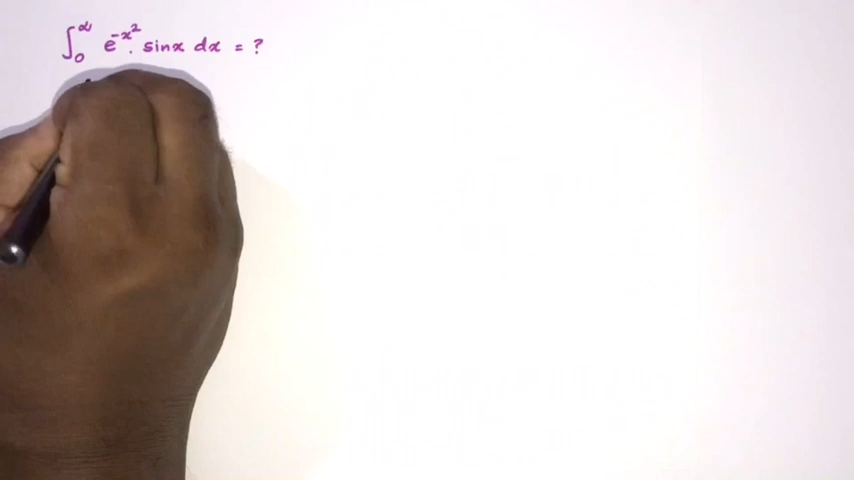 ∫₀^∞ e^{-x²}. sinx dx = ?